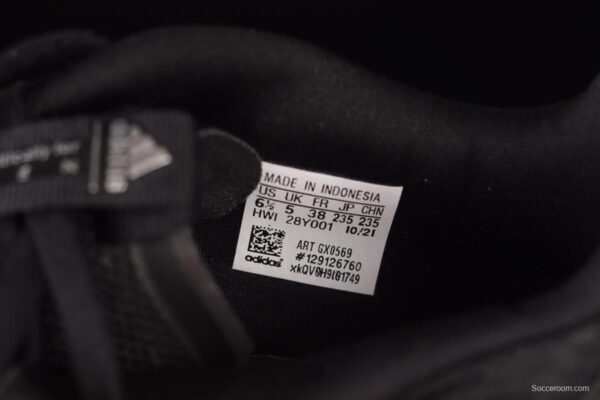 MADE IN INDONESIA
US UK FR JP CHN
6½ 5 38 235 235
HWI 28Y001 10/21
ART GX0569
#129126760
adidas
Socceroom.com